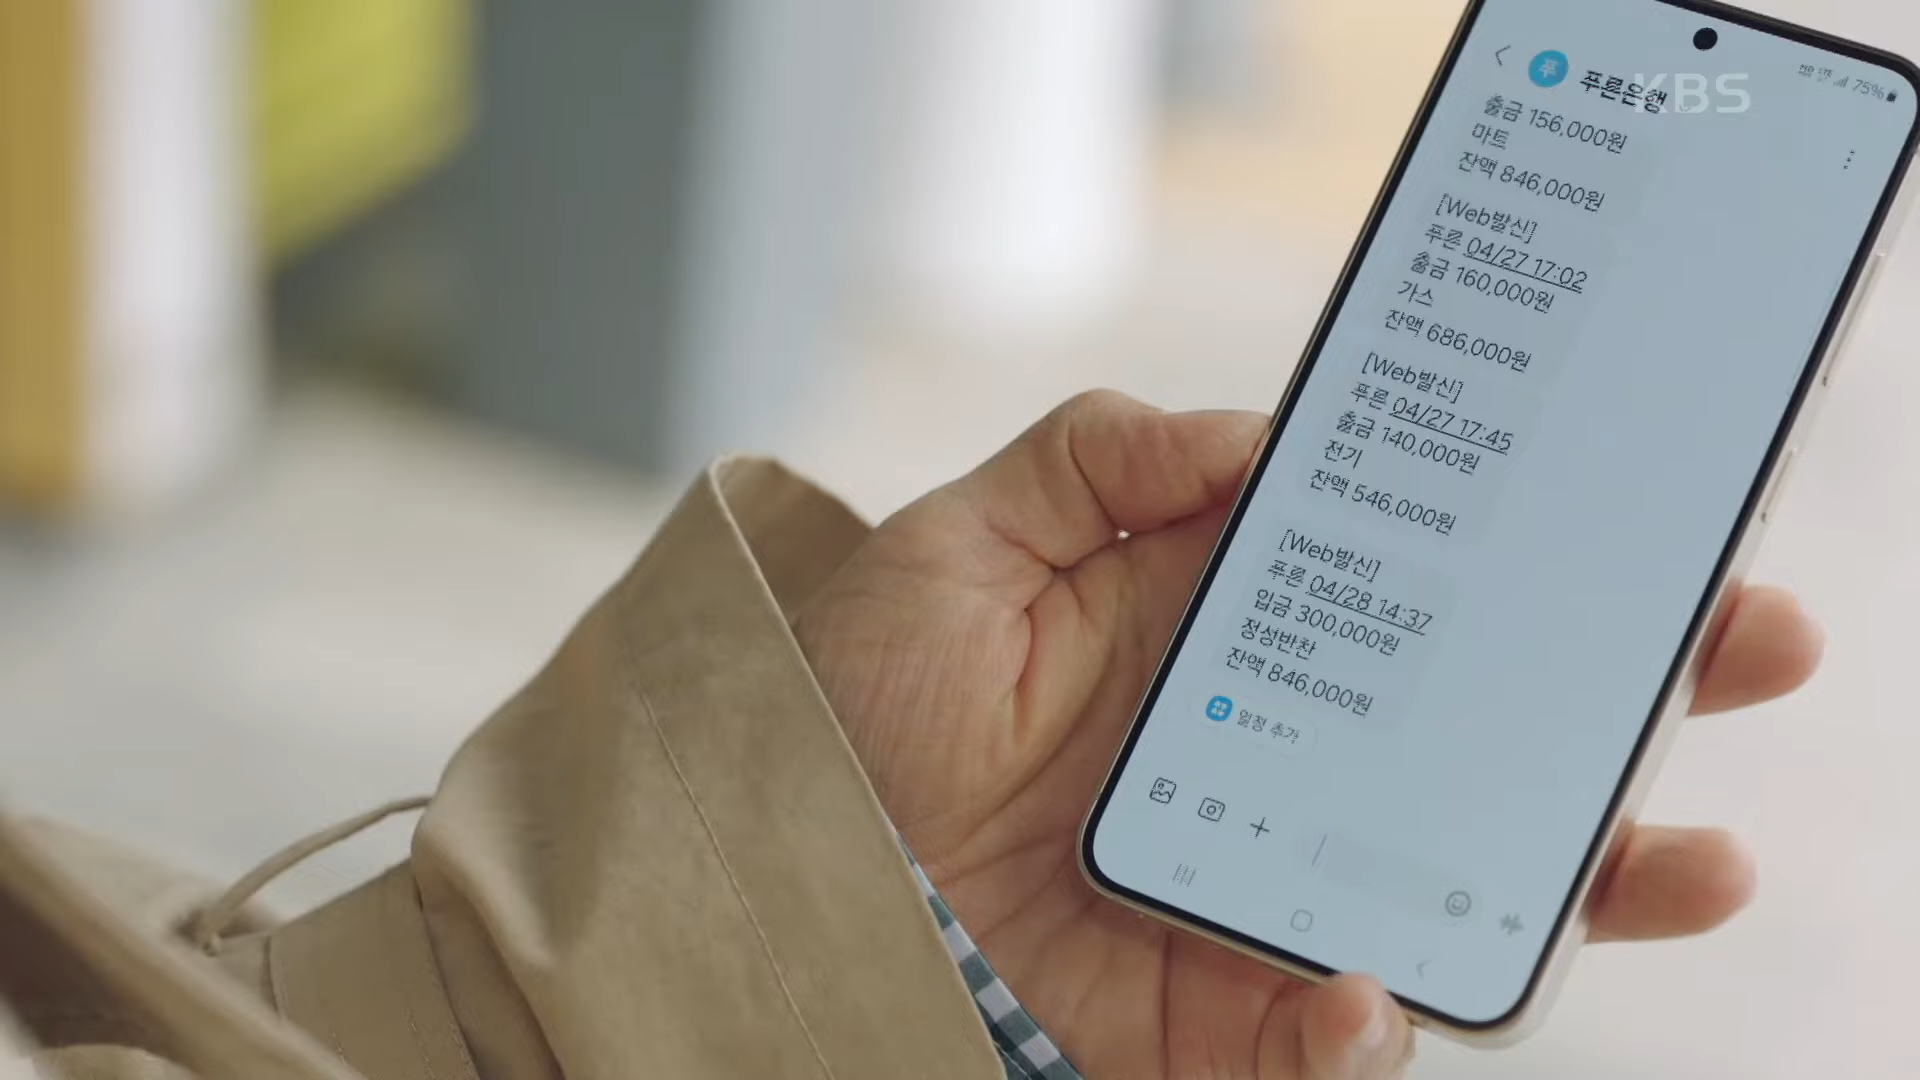 푸른은행
KBS
75%
출금 156,000원
마트
잔액 846,000원
[Web발신]
푸른 04/27 17:02
출금 160,000원
가스
잔액 686,000원
[Web발신]
푸른 04/27 17:45
출금 140,000원
전기
잔액 546,000원
[Web발신]
푸른 04/28 14:37
입금 300,000원
정성반찬
잔액 846,000원
일정 추가